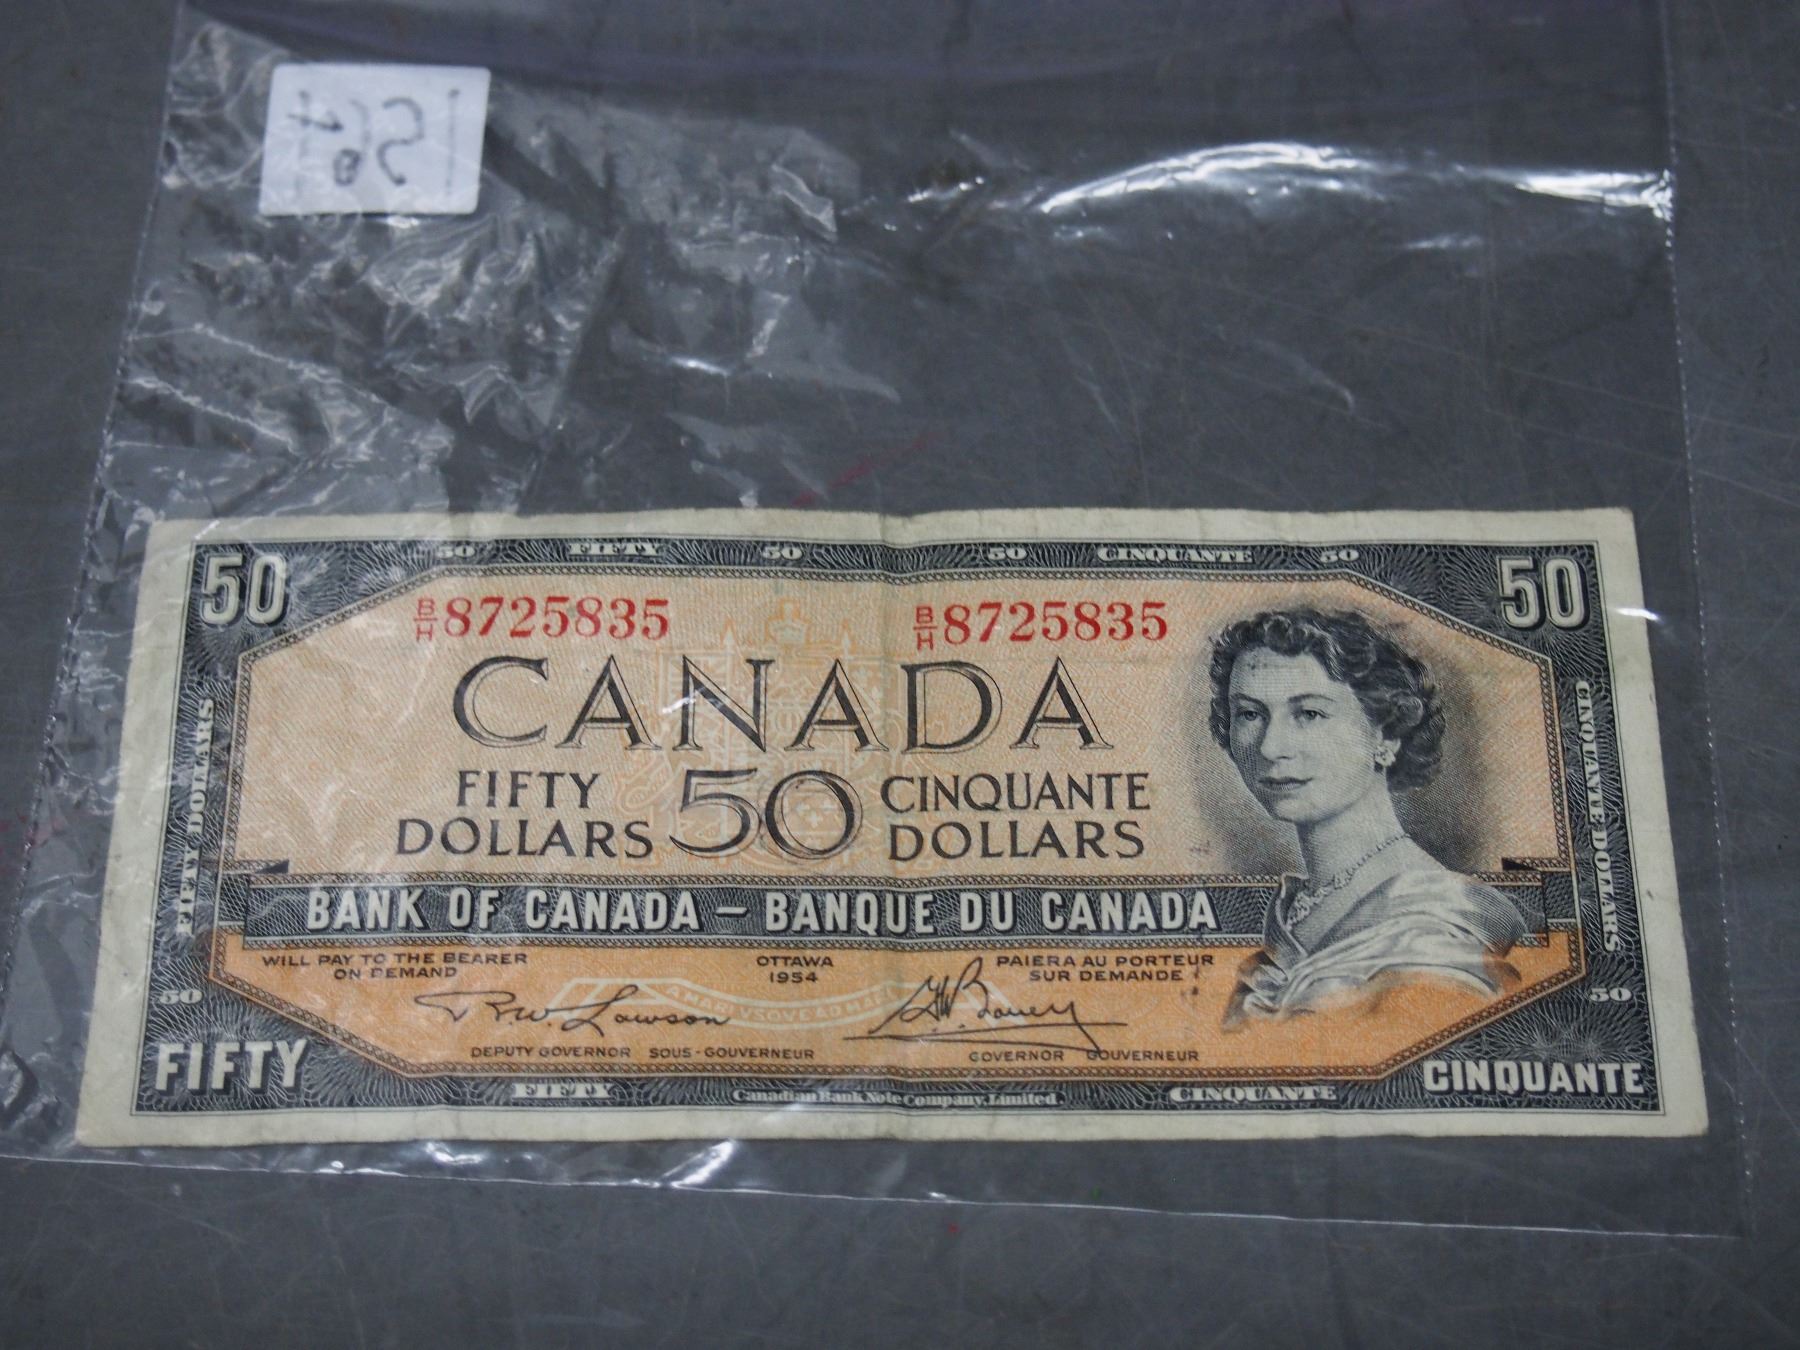 50 50 FIFTY 50 50 CINQUANTE 50 50
B/H 8725835 B/H 8725835
CANADA
FIFTY DOLLARS 50 CINQUANTE DOLLARS
FIFTY DOLLARS
CINQUANTE DOLLARS
BANK OF CANADA – BANQUE DU CANADA
WILL PAY TO THE BEARER
ON DEMAND
OTTAWA
1954
PAIERA AU PORTEUR
SUR DEMANDE
R.W. Lawson
DEPUTY GOVERNOR SOUS-GOUVERNEUR
GOVERNOR GOUVERNEUR
50 50
FIFTY FIFTY Canadian Bank Note Company, Limited. CINQUANTE CINQUANTE